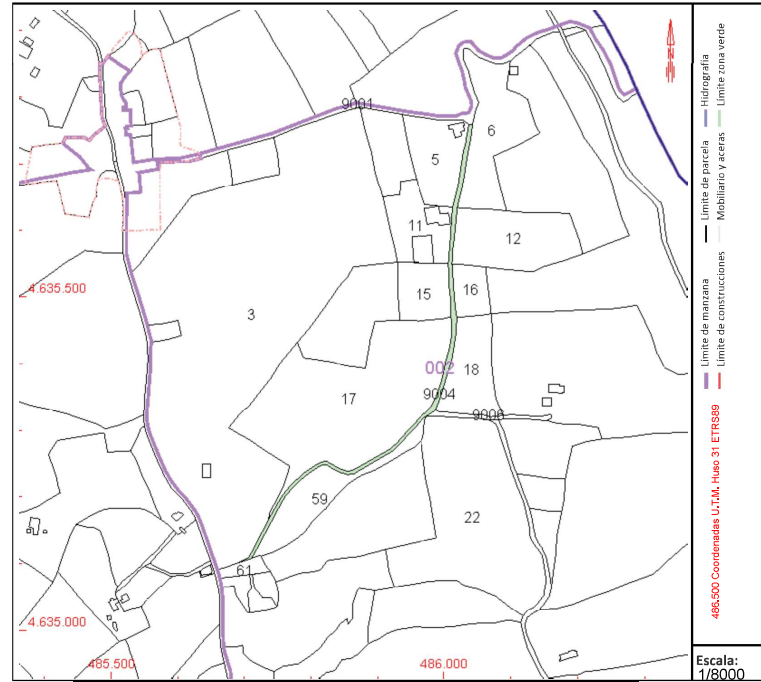 9001
6
5
11
12
4.635.500
15
16
3
002
18
17
9004
9006
59
22
61
4.635.000
485.500
486.000
N
Hidrografía
Límite zona verde
Límite de parcela
Mobiliario y aceras
Límite de manzana
Límite de construcciones
486.500 Coordenadas U.T.M. Huso 31 ETRS89
Escala:
1/8000